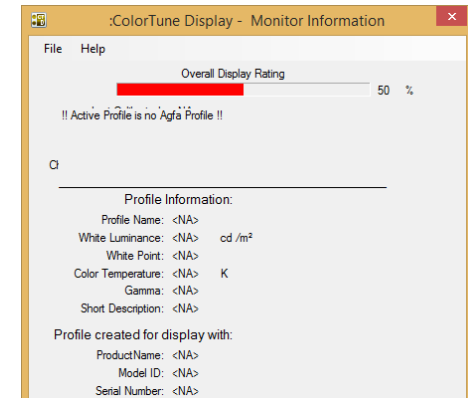 :ColorTune Display - Monitor Information
File Help
Overall Display Rating
50 %
!! Active Profile is no Agfa Profile !!
Profile Information:
Profile Name: <NA>
White Luminance: <NA> cd /m²
White Point: <NA>
Color Temperature: <NA> K
Gamma: <NA>
Short Description: <NA>
Profile created for display with:
ProductName: <NA>
Model ID: <NA>
Serial Number: <NA>